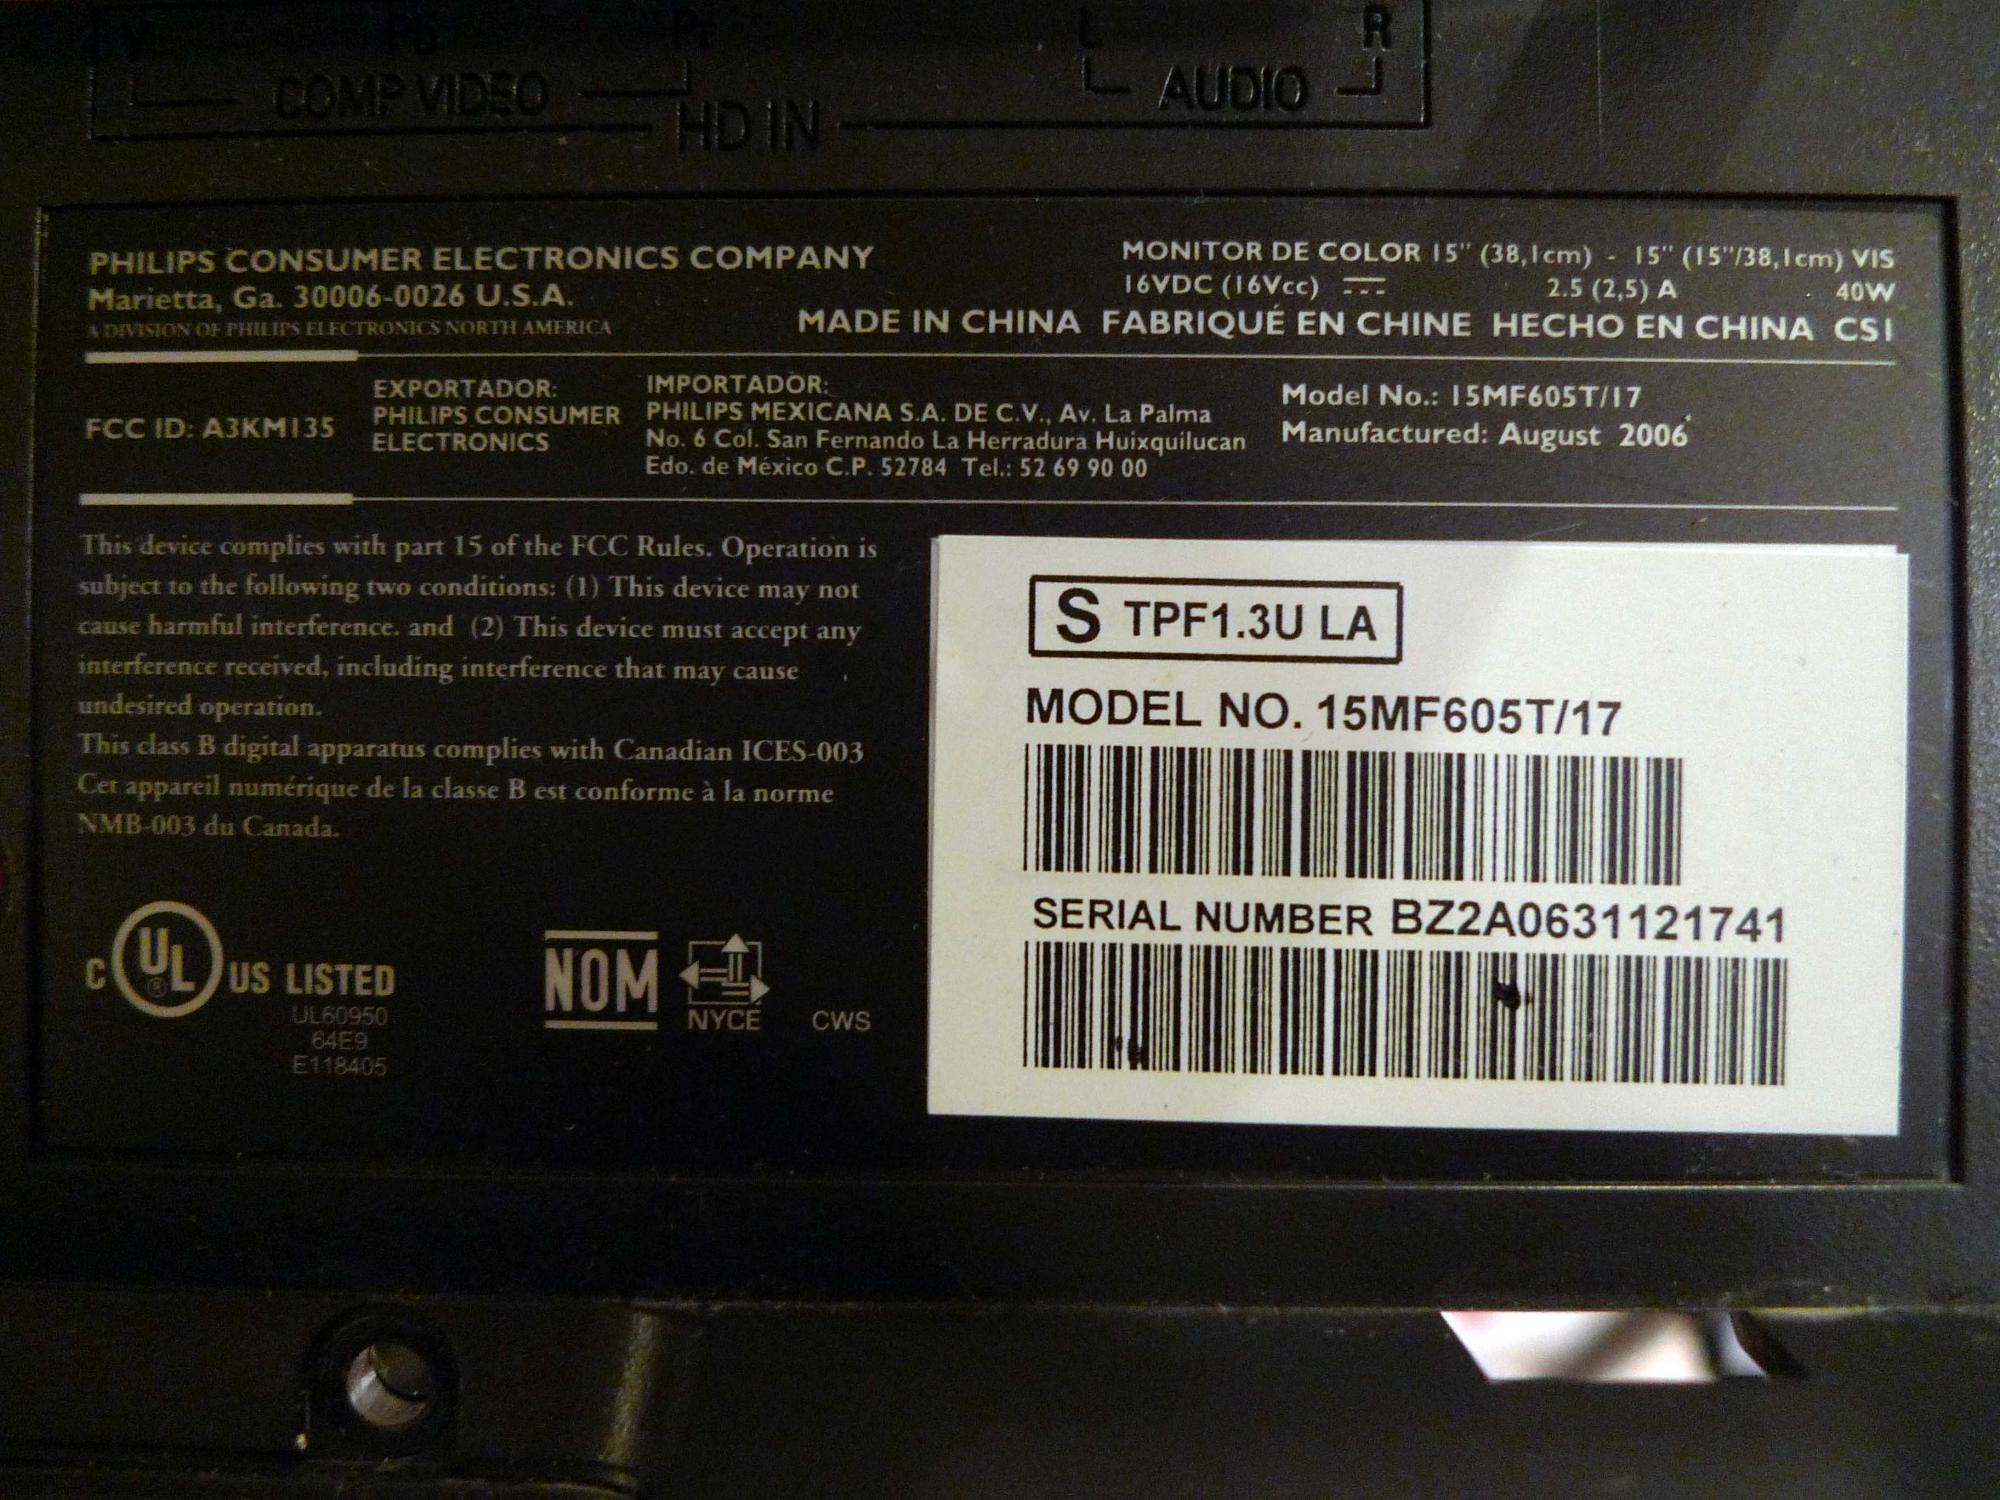 Y Pb Pr L R
COMP VIDEO AUDIO
HD IN
PHILIPS CONSUMER ELECTRONICS COMPANY
Marietta, Ga. 30006-0026 U.S.A.
A DIVISION OF PHILIPS ELECTRONICS NORTH AMERICA
MONITOR DE COLOR 15" (38,1cm) - 15" (15"/38,1cm) VIS
16VDC (16Vcc) 2.5 (2,5) A 40W
MADE IN CHINA FABRIQUÉ EN CHINE HECHO EN CHINA CS1
FCC ID: A3KM135
EXPORTADOR:
PHILIPS CONSUMER
ELECTRONICS
IMPORTADOR:
PHILIPS MEXICANA S.A. DE C.V., Av. La Palma
No. 6 Col. San Fernando La Herradura Huixquilucan
Edo. de México C.P. 52784 Tel.: 52 69 90 00
Model No.: 15MF605T/17
Manufactured: August 2006
This device complies with part 15 of the FCC Rules. Operation is
subject to the following two conditions: (1) This device may not
cause harmful interference. and (2) This device must accept any
interference received, including interference that may cause
undesired operation.
This class B digital apparatus complies with Canadian ICES-003
Cet appareil numérique de la classe B est conforme à la norme
NMB-003 du Canada.
C UL ® US LISTED
UL60950
64E9
E118405
NOM
NYCE
CWS
S TPF1.3U LA
MODEL NO. 15MF605T/17
SERIAL NUMBER BZ2A0631121741